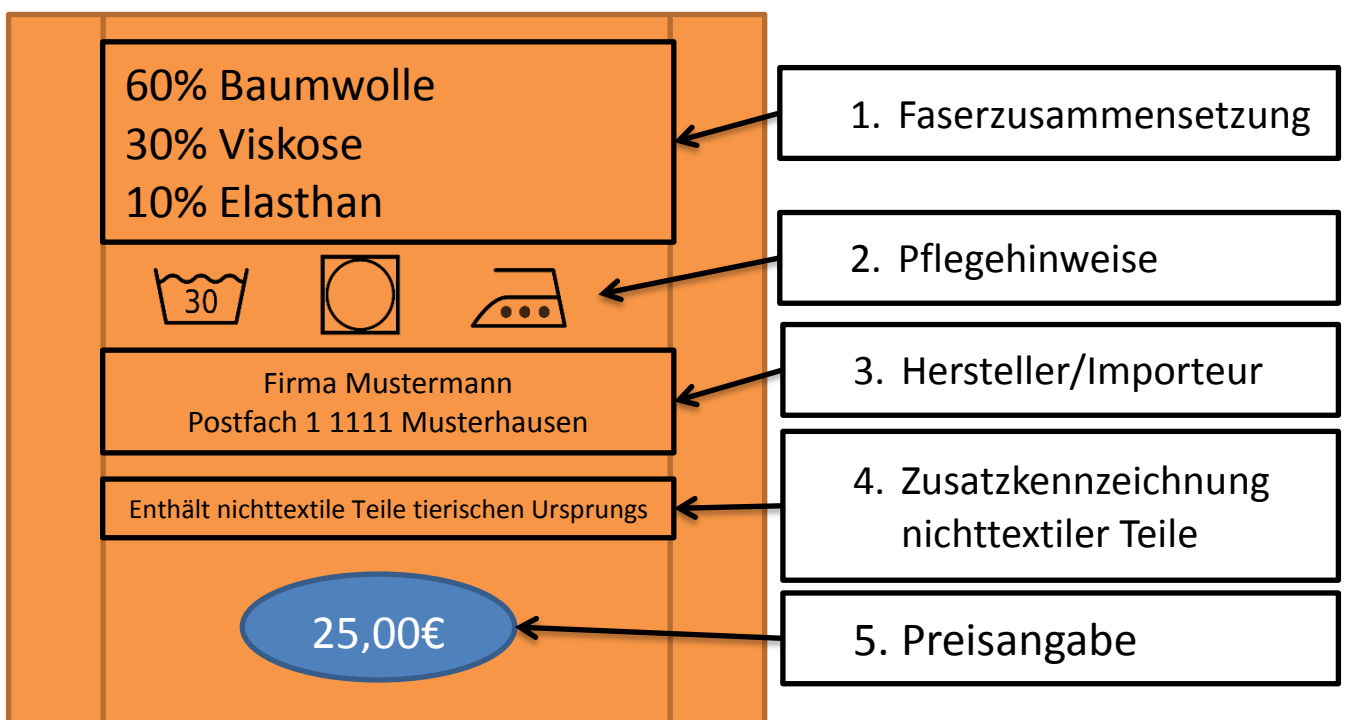 60% Baumwolle
30% Viskose
10% Elasthan
30
Firma Mustermann
Postfach 1 1111 Musterhausen
Enthält nichttextile Teile tierischen Ursprungs
25,00€
1. Faserzusammensetzung
2. Pflegehinweise
3. Hersteller/Importeur
4. Zusatzkennzeichnung
nichttextiler Teile
5. Preisangabe